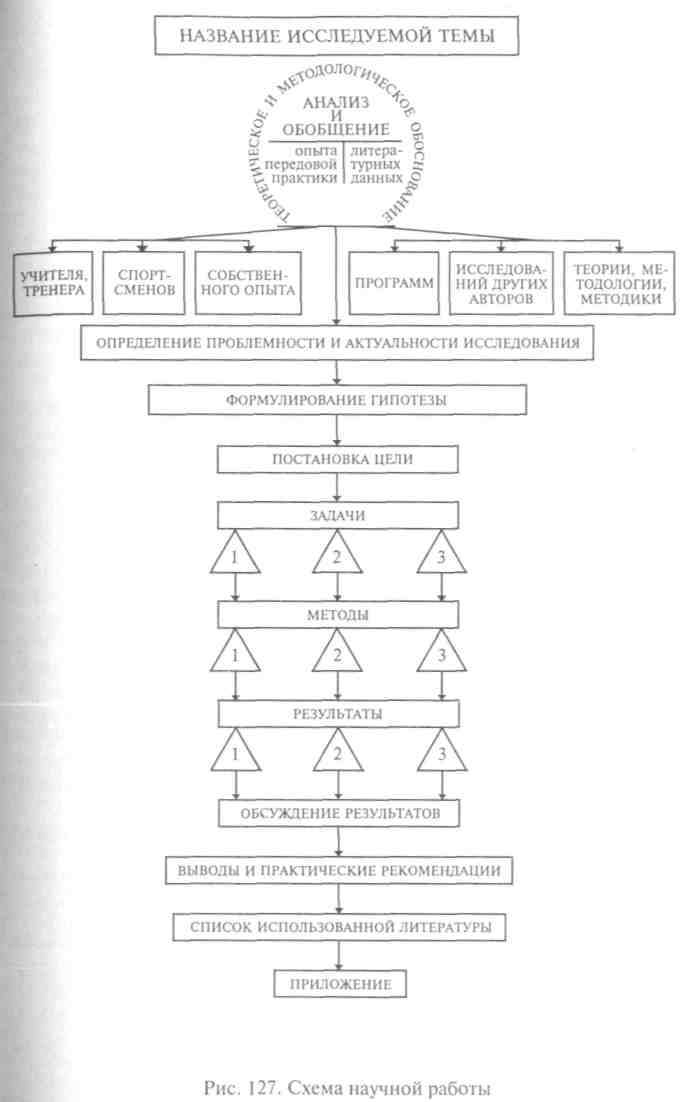 НАЗВАНИЕ ИССЛЕДУЕМОЙ ТЕМЫ
ТЕОРЕТИЧЕСКОЕ И МЕТОДОЛОГИЧЕСКОЕ ОБОСНОВАНИЕ
АНАЛИЗ
И
ОБОБЩЕНИЕ
опыта
передовой
практики
литера-
турных
данных
УЧИТЕЛЯ,
ТРЕНЕРА
СПОРТ-
СМЕНОВ
СОБСТВЕН-
НОГО ОПЫТА
ПРОГРАММ
ИССЛЕДОВА-
НИЙ ДРУГИХ
АВТОРОВ
ТЕОРИИ, МЕ-
ТОДОЛОГИИ,
МЕТОДИКИ
ОПРЕДЕЛЕНИЕ ПРОБЛЕМНОСТИ И АКТУАЛЬНОСТИ ИССЛЕДОВАНИЯ
ФОРМУЛИРОВАНИЕ ГИПОТЕЗЫ
ПОСТАНОВКА ЦЕЛИ
ЗАДАЧИ
1 2 3
МЕТОДЫ
1 2 3
РЕЗУЛЬТАТЫ
1 2 3
ОБСУЖДЕНИЕ РЕЗУЛЬТАТОВ
ВЫВОДЫ И ПРАКТИЧЕСКИЕ РЕКОМЕНДАЦИИ
СПИСОК ИСПОЛЬЗОВАННОЙ ЛИТЕРАТУРЫ
ПРИЛОЖЕНИЕ
Рис. 127. Схема научной работы